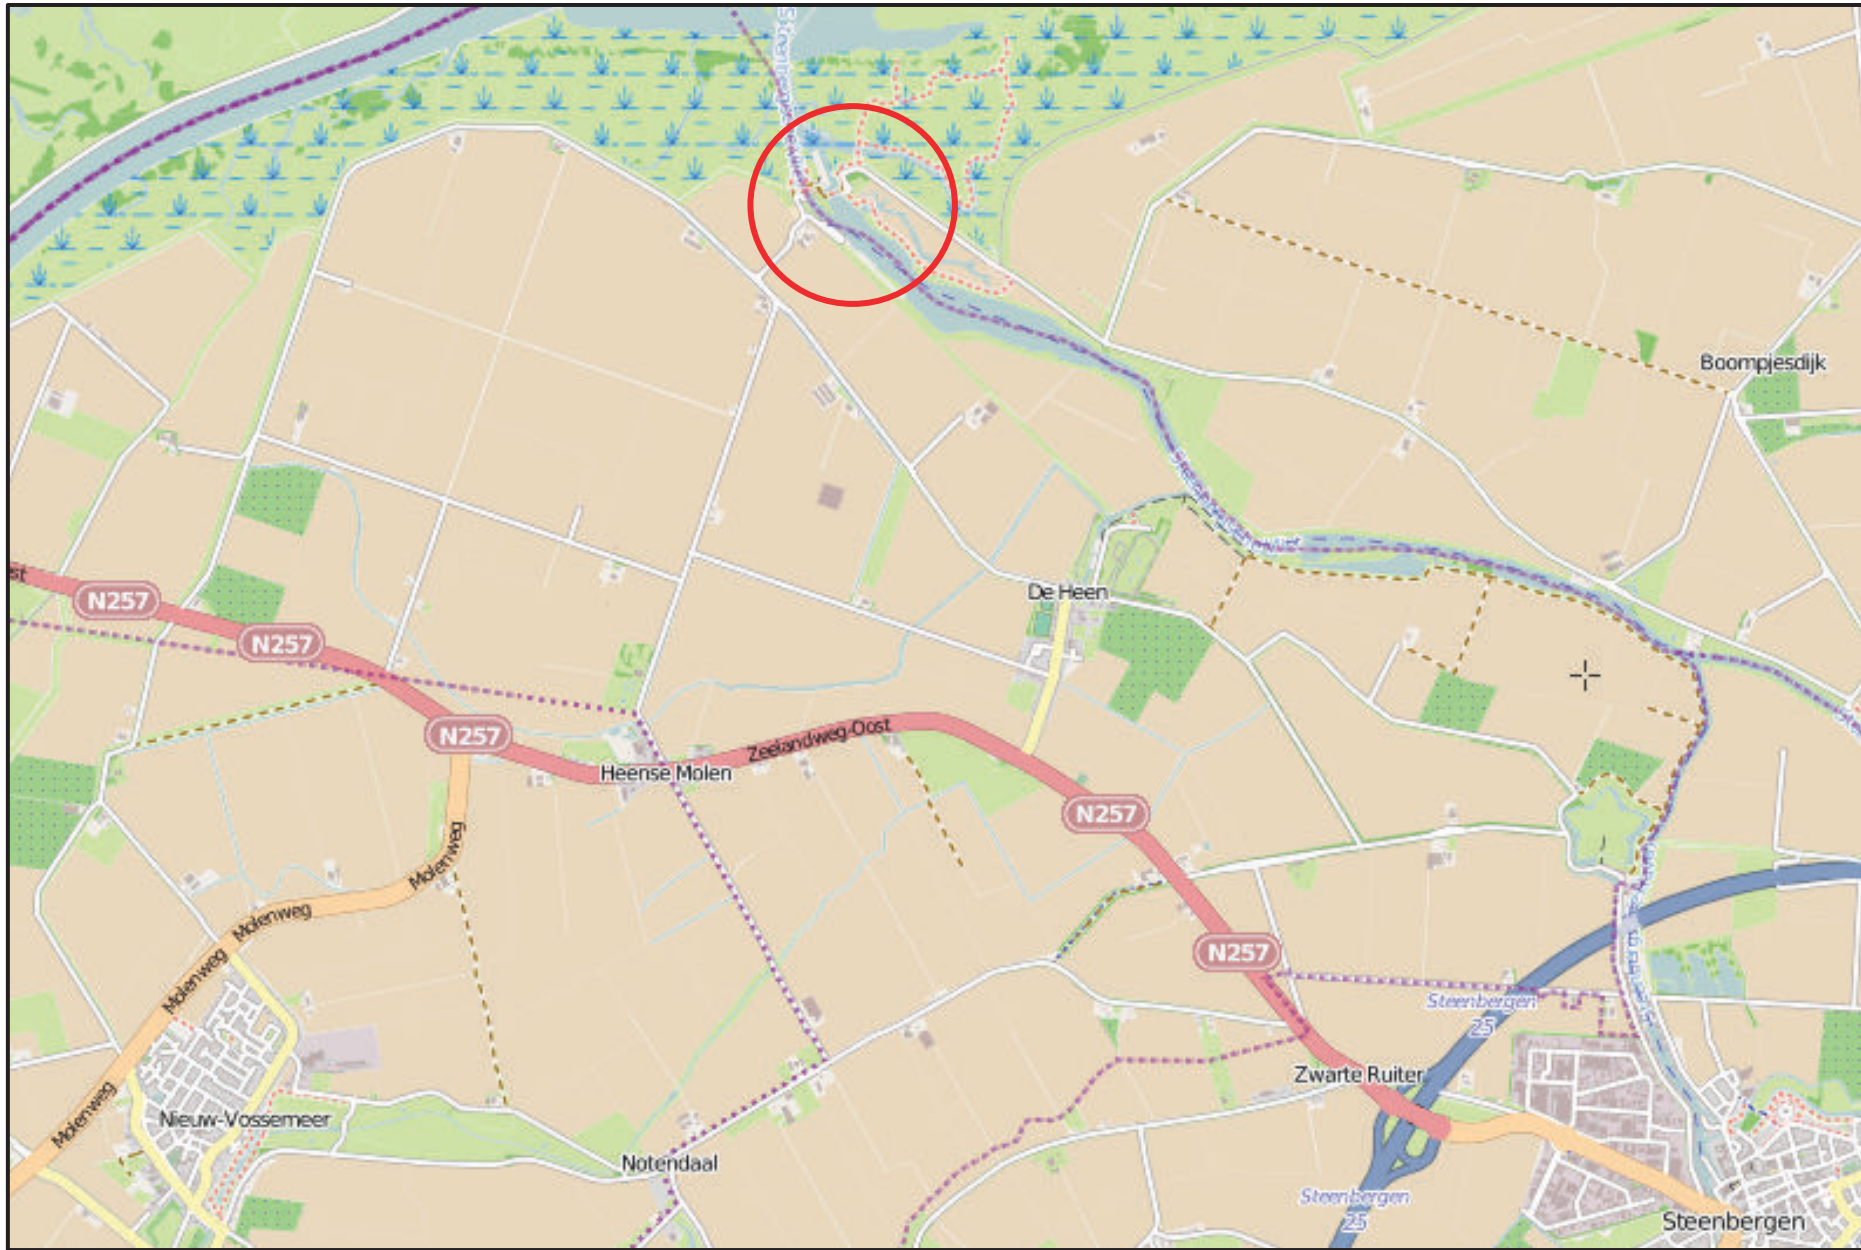 Boompjesdijk
De Heen
st
N257
N257
N257
Zeelandweg-Oost
Heense Molen
N257
Molenweg
Molenweg
Molenweg
Molenweg
N257
Steenbergen
25
Zwarte Ruiter
Nieuw-Vossemeer
Notendaal
Steenbergen
25
Steenbergen